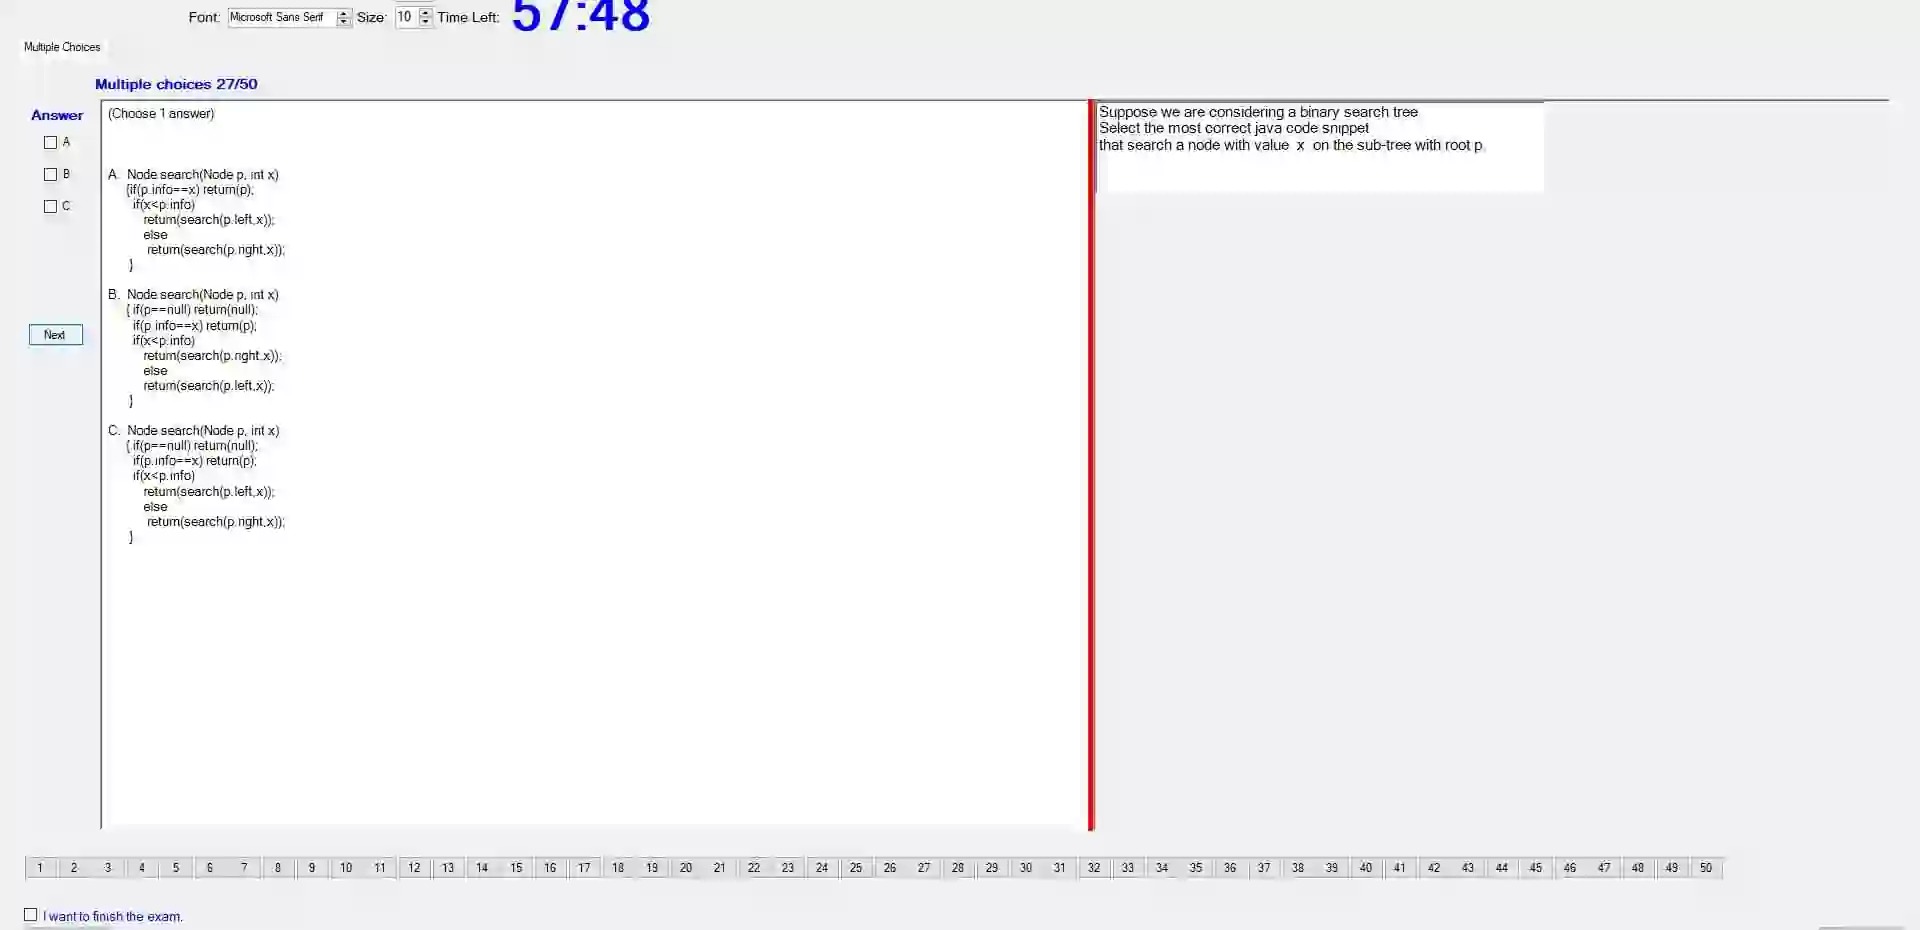 Font: Microsoft Sans Serif Size: 10 Time Left: 57:48
Multiple Choices
Multiple choices 27/50
Answer
A
B
C
Next
(Choose 1 answer)
A. Node search(Node p, int x)
{if(p.info==x) return(p);
if(x<p.info)
return(search(p.left,x));
else
return(search(p.right,x));
}
B. Node search(Node p, int x)
{ if(p==null) return(null);
if(p.info==x) return(p);
if(x<p.info)
return(search(p.right,x));
else
return(search(p.left,x));
}
C. Node search(Node p, int x)
{ if(p==null) return(null);
if(p.info==x) return(p);
if(x<p.info)
return(search(p.left,x));
else
return(search(p.right,x));
}
Suppose we are considering a binary search tree
Select the most correct java code snippet
that search a node with value x on the sub-tree with root p.
1 2 3 4 5 6 7 8 9 10 11 12 13 14 15 16 17 18 19 20 21 22 23 24 25 26 27 28 29 30 31 32 33 34 35 36 37 38 39 40 41 42 43 44 45 46 47 48 49 50
I want to finish the exam.